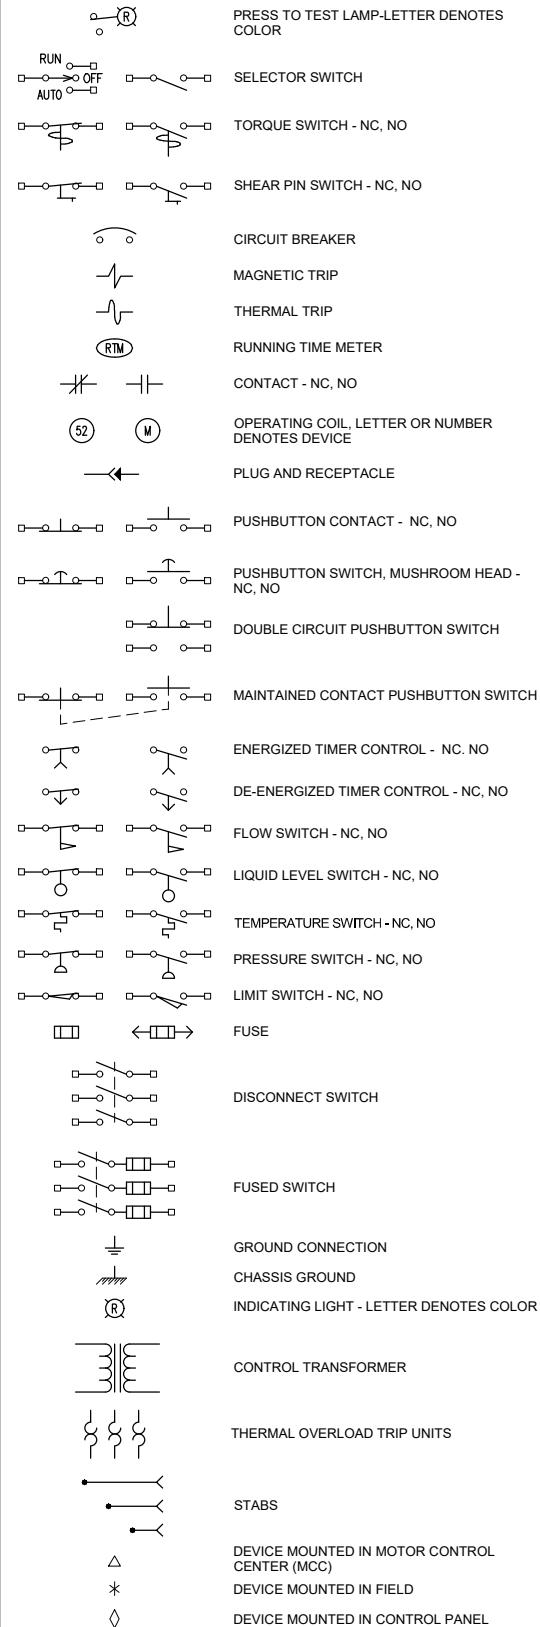 R PRESS TO TEST LAMP-LETTER DENOTES
COLOR
RUN
OFF
AUTO
SELECTOR SWITCH
TORQUE SWITCH - NC, NO
SHEAR PIN SWITCH - NC, NO
CIRCUIT BREAKER
MAGNETIC TRIP
THERMAL TRIP
RTM RUNNING TIME METER
CONTACT - NC, NO
52 M OPERATING COIL, LETTER OR NUMBER
DENOTES DEVICE
PLUG AND RECEPTACLE
PUSHBUTTON CONTACT - NC, NO
PUSHBUTTON SWITCH, MUSHROOM HEAD -
NC, NO
DOUBLE CIRCUIT PUSHBUTTON SWITCH
MAINTAINED CONTACT PUSHBUTTON SWITCH
ENERGIZED TIMER CONTROL - NC. NO
DE-ENERGIZED TIMER CONTROL - NC, NO
FLOW SWITCH - NC, NO
LIQUID LEVEL SWITCH - NC, NO
TEMPERATURE SWITCH - NC, NO
PRESSURE SWITCH - NC, NO
LIMIT SWITCH - NC, NO
FUSE
DISCONNECT SWITCH
FUSED SWITCH
GROUND CONNECTION
CHASSIS GROUND
R INDICATING LIGHT - LETTER DENOTES COLOR
CONTROL TRANSFORMER
THERMAL OVERLOAD TRIP UNITS
STABS
DEVICE MOUNTED IN MOTOR CONTROL
CENTER (MCC)
DEVICE MOUNTED IN FIELD
DEVICE MOUNTED IN CONTROL PANEL